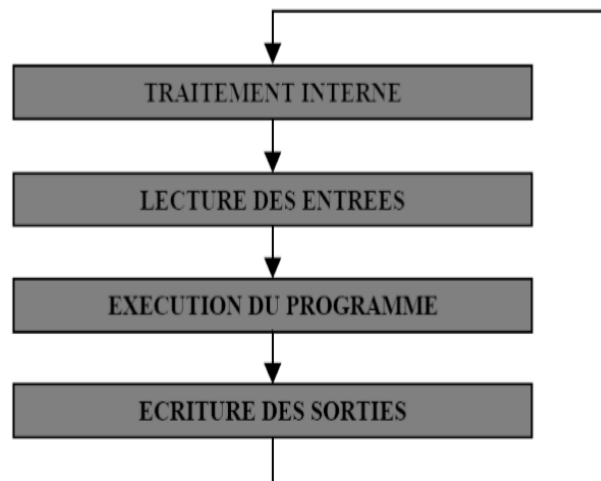 TRAITEMENT INTERNE
LECTURE DES ENTREES
EXECUTION DU PROGRAMME
ECRITURE DES SORTIES